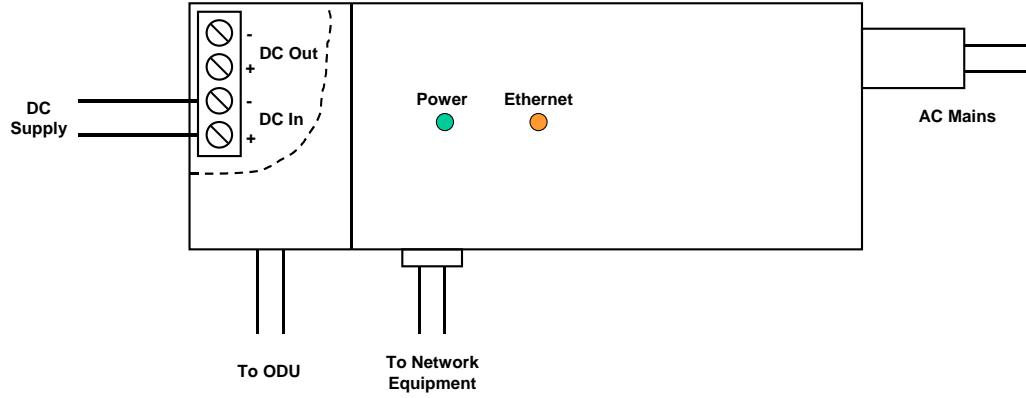 -
DC Out
+
-
DC In
+
DC
Supply
Power
Ethernet
AC Mains
To ODU
To Network
Equipment